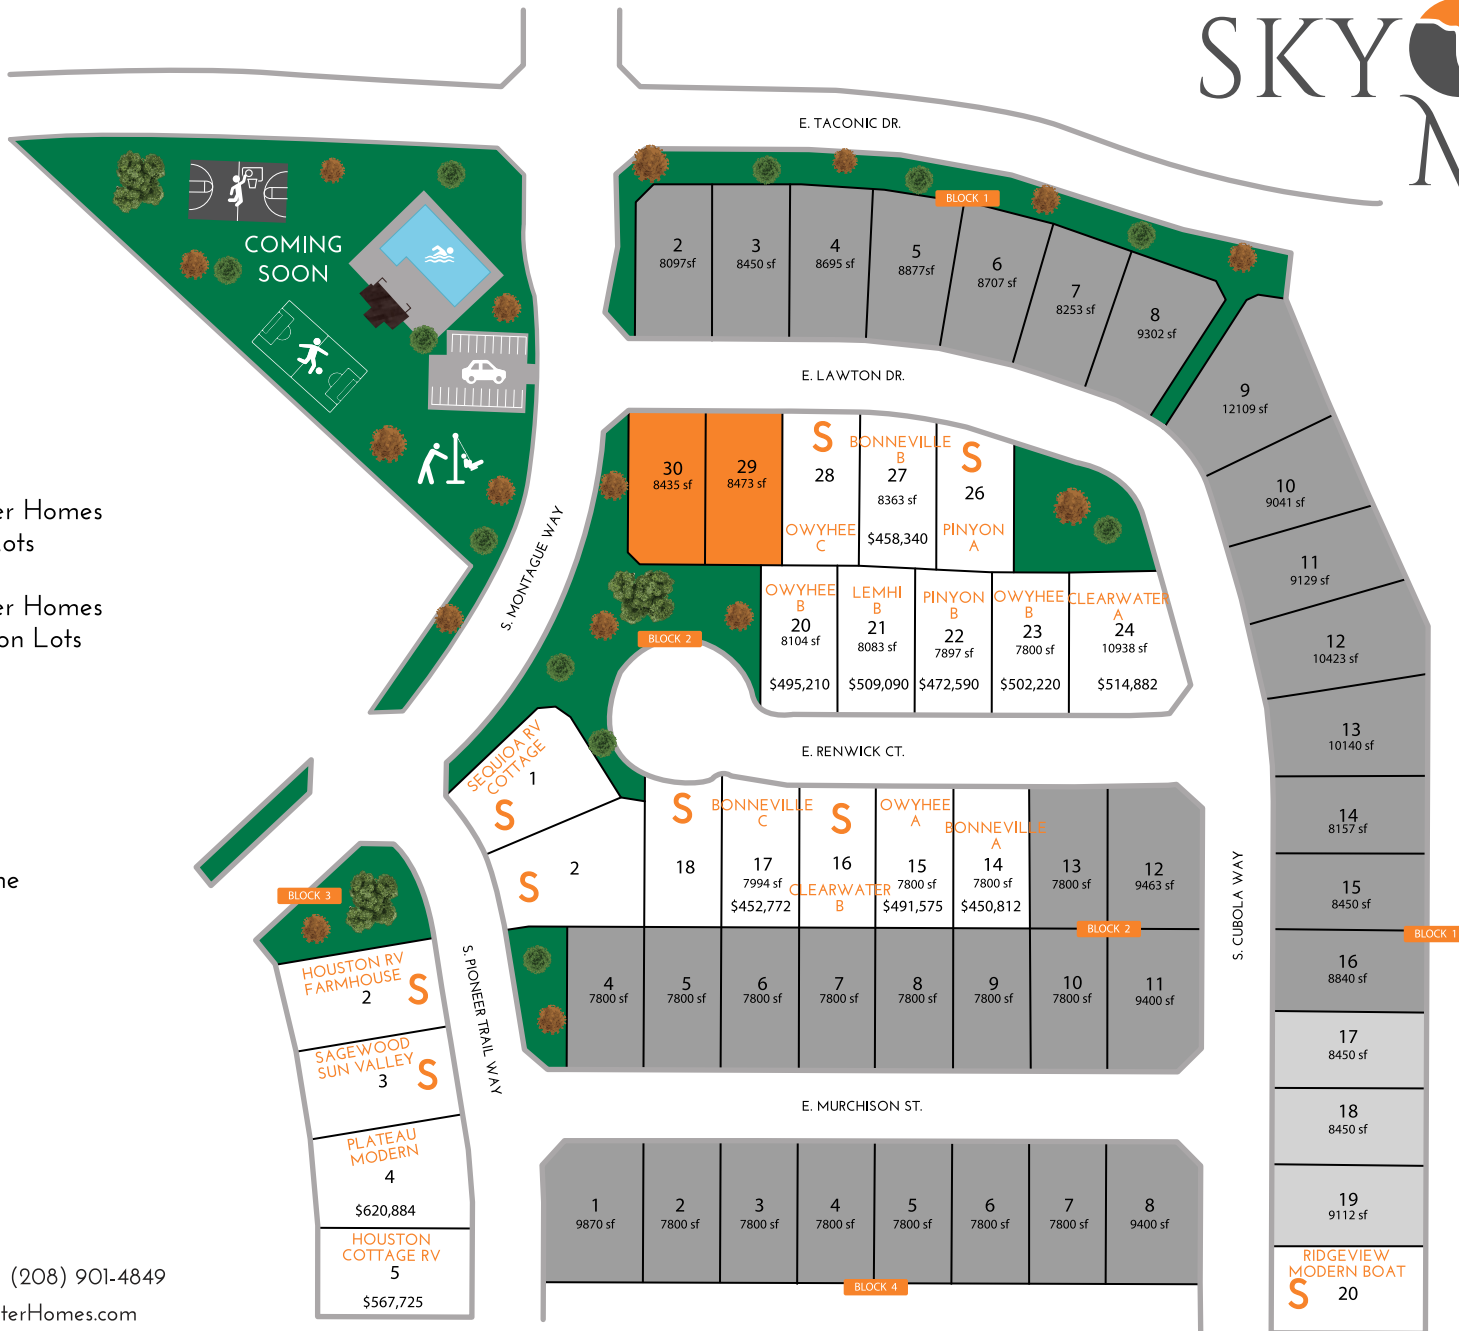 SKY
M
E. TACONIC DR.
BLOCK 1
COMING
SOON
2
8097sf
3
8450 sf
4
8695 sf
5
8877sf
6
8707 sf
7
8253 sf
8
9302 sf
9
12109 sf
10
9041 sf
11
9129 sf
12
10423 sf
13
10140 sf
14
8157 sf
15
8450 sf
BLOCK 1
16
8840 sf
17
8450 sf
18
8450 sf
19
9112 sf
RIDGEVIEW
MODERN BOAT
S
20
E. LAWTON DR.
30
8435 sf
29
8473 sf
S
28
OWYHEE
C
BONNEVILLE
B
27
8363 sf
$458,340
S
26
PINYON
A
er Homes
ots
er Homes
on Lots
S. MONTAGUE WAY
BLOCK 2
OWYHEE
B
20
8104 sf
$495,210
LEMHI
B
21
8083 sf
$509,090
PINYON
B
22
7897 sf
$472,590
OWYHEE
B
23
7800 sf
$502,220
CLEARWATER
A
24
10938 sf
$514,882
E. RENWICK CT.
SEQUIOA RV
COTTAGE
1
S
2
S
S
18
BONNEVILLE
C
17
7994 sf
$452,772
S
16
CLEARWATER
B
OWYHEE
A
15
7800 sf
$491,575
BONNEVILLE
A
14
7800 sf
$450,812
13
7800 sf
12
9463 sf
BLOCK 2
S. CUBOLA WAY
4
7800 sf
5
7800 sf
6
7800 sf
7
7800 sf
8
7800 sf
9
7800 sf
10
7800 sf
11
9400 sf
me
BLOCK 3
S. PIONEER TRAIL WAY
HOUSTON RV
FARMHOUSE
2
S
SAGEWOOD
SUN VALLEY
3
S
PLATEAU
MODERN
4
$620,884
HOUSTON
COTTAGE RV
5
$567,725
E. MURCHISON ST.
1
9870 sf
2
7800 sf
3
7800 sf
4
7800 sf
5
7800 sf
6
7800 sf
7
7800 sf
8
9400 sf
BLOCK 4
(208) 901-4849
terHomes.com